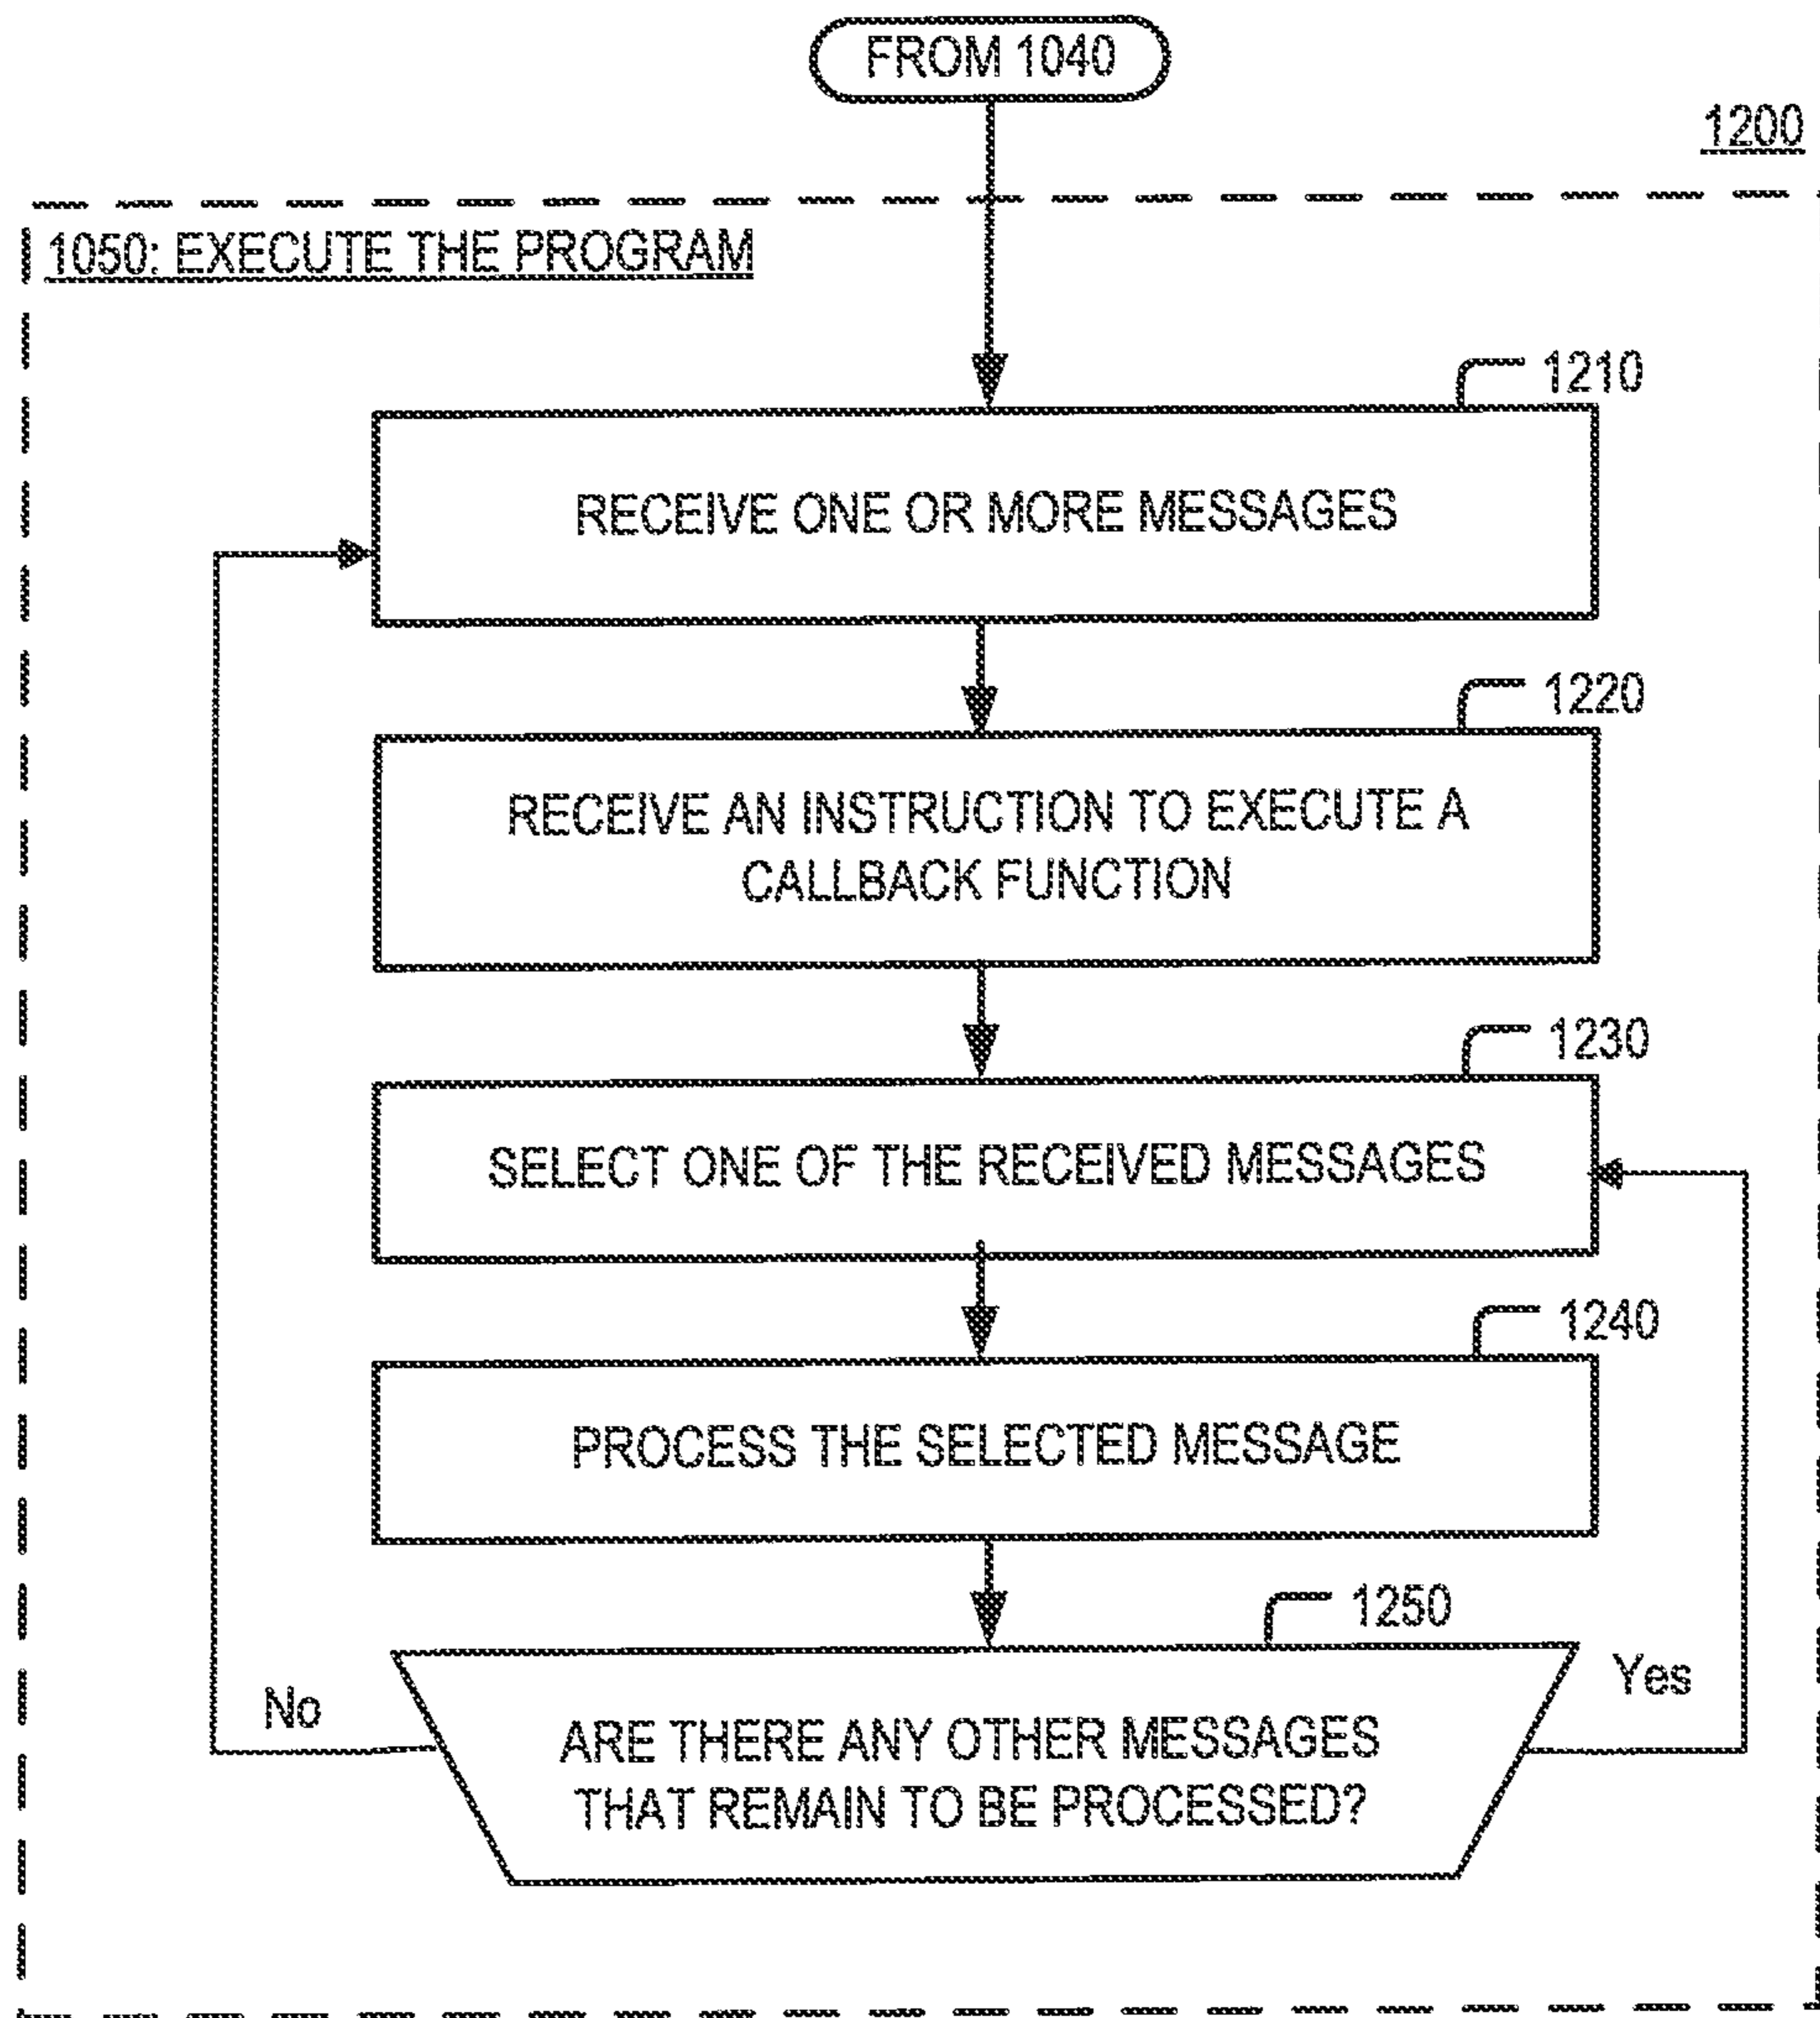 FROM 1040
1200
1050: EXECUTE THE PROGRAM
1210
RECEIVE ONE OR MORE MESSAGES
1220
RECEIVE AN INSTRUCTION TO EXECUTE A
CALLBACK FUNCTION
1230
SELECT ONE OF THE RECEIVED MESSAGES
1240
PROCESS THE SELECTED MESSAGE
1250
No
Yes
ARE THERE ANY OTHER MESSAGES
THAT REMAIN TO BE PROCESSED?